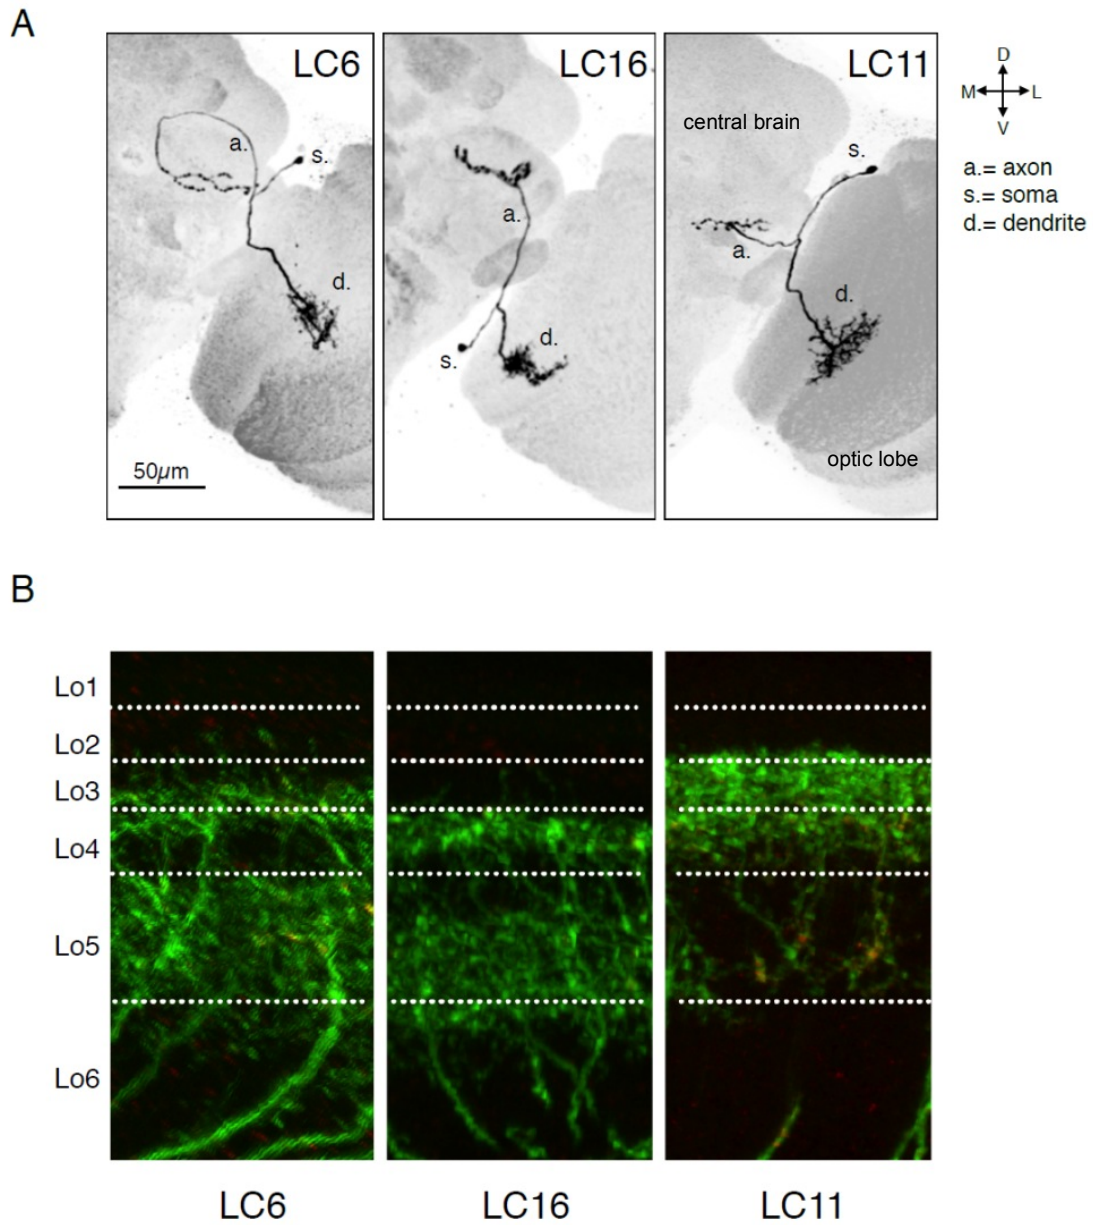 A
LC6
LC16
LC11
D
M
L
V
central brain
a.
s.
d.
a.
s.
d.
s.
a.
d.
a.= axon
s.= soma
d.= dendrite
50µm
optic lobe
B
Lo1
Lo2
Lo3
Lo4
Lo5
Lo6
LC6
LC16
LC11